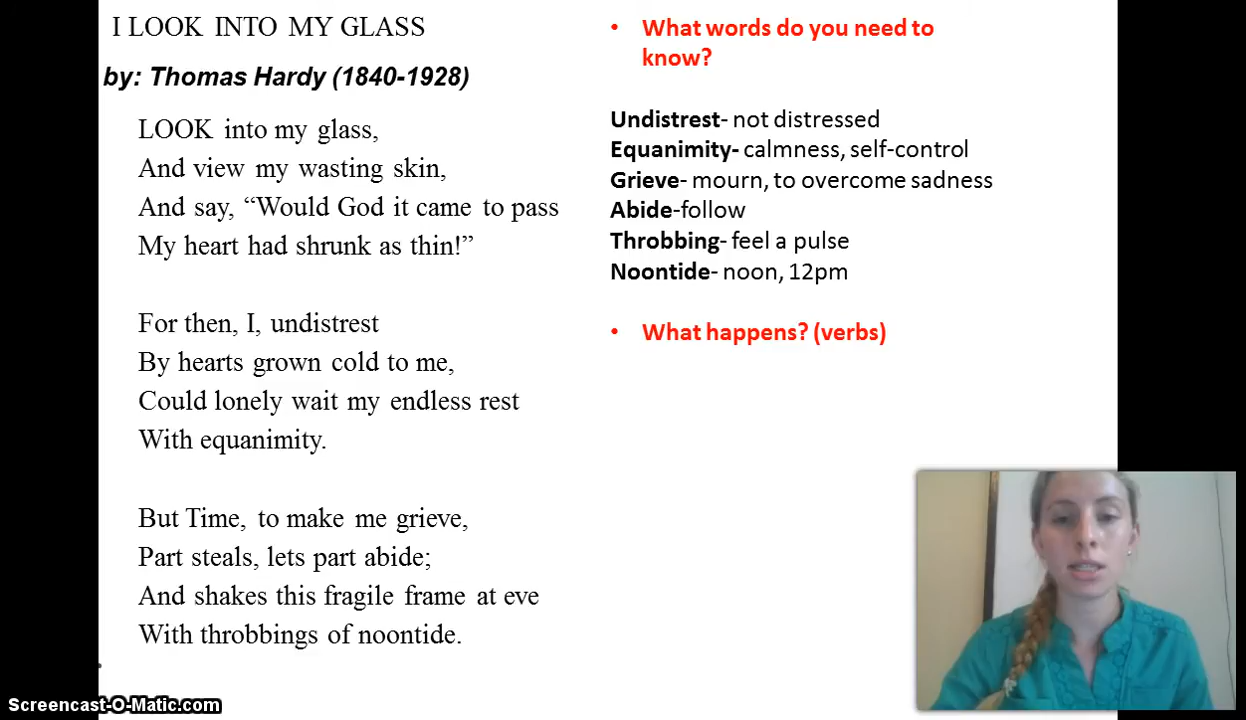 I LOOK INTO MY GLASS
by: Thomas Hardy (1840-1928)
LOOK into my glass,
And view my wasting skin,
And say, “Would God it came to pass
My heart had shrunk as thin!”
For then, I, undistrest
By hearts grown cold to me,
Could lonely wait my endless rest
With equanimity.
But Time, to make me grieve,
Part steals, lets part abide;
And shakes this fragile frame at eve
With throbbings of noontide.
• What words do you need to
know?
Undistrest- not distressed
Equanimity- calmness, self-control
Grieve- mourn, to overcome sadness
Abide-follow
Throbbing- feel a pulse
Noontide- noon, 12pm
• What happens? (verbs)
Screencast-O-Matic.com